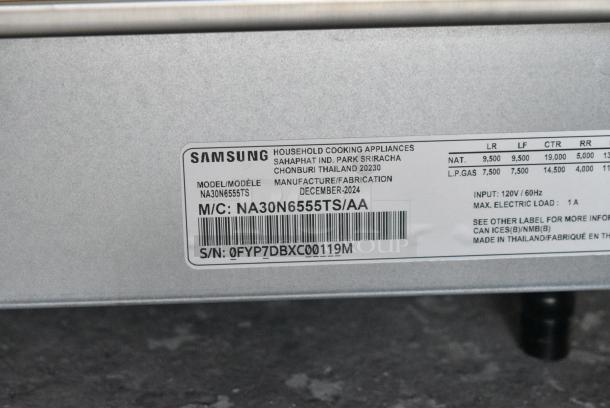 SAMSUNG
HOUSEHOLD COOKING APPLIANCES
SAHAPHAT IND. PARK SRIRACHA
CHONBURI THAILAND 20230
MODEL/MODÈLE
NA30N6555TS
MANUFACTURE/FABRICATION
DECEMBER-2024
M/C: NA30N6555TS/AA
S/N: 0FYP7DBXC00119M
LR LF CTR RR
NAT. 9,500 9,500 19,000 5,000
L.P.GAS 7,500 7,500 14,500 4,000
INPUT: 120V / 60Hz
MAX. ELECTRIC LOAD : 1 A
SEE OTHER LABEL FOR MORE
CAN ICES(B)/NMB(B)
MADE IN THAILAND/FABRIQUÉ EN
GROUP